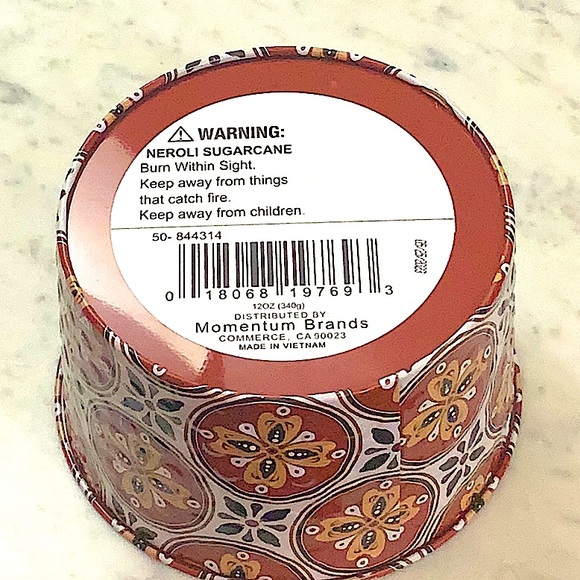 ⚠ WARNING:
NEROLI SUGARCANE
Burn Within Sight.
Keep away from things
that catch fire.
Keep away from children.
50- 844314
0 18068 19769 3
12OZ (340g)
DISTRIBUTED BY
Momentum Brands
COMMERCE, CA 90023
MADE IN VIETNAM